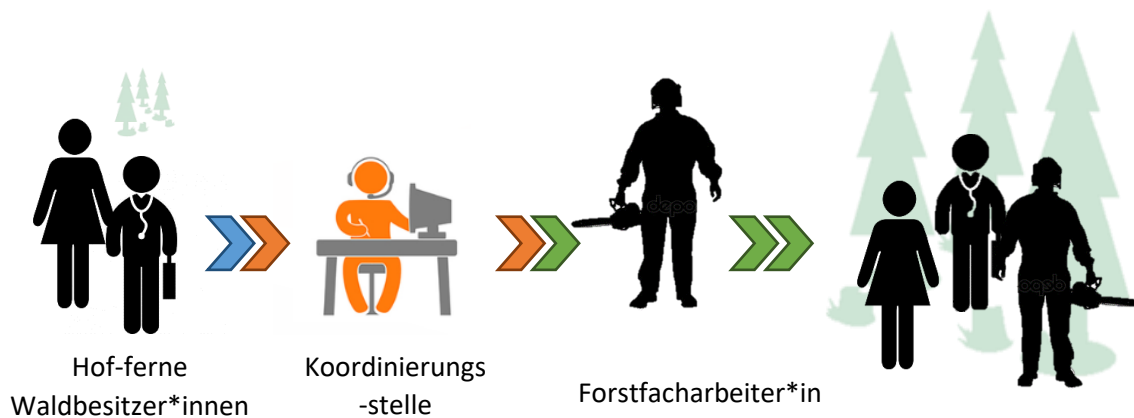 Hof-ferne
Waldbesitzer*innen
Koordinierungs
-stelle
Forstfacharbeiter*in